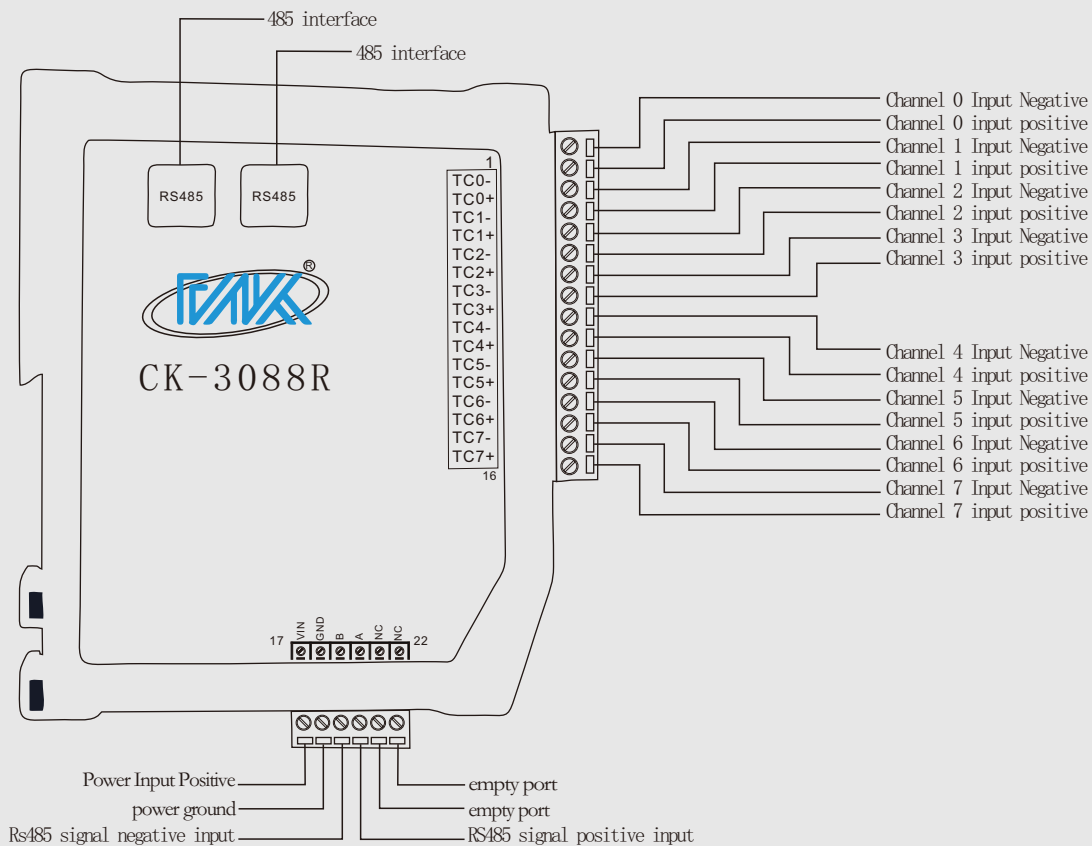 485 interface
485 interface
RS485
RS485
®
CK-3088R
1
TC0-
TC0+
TC1-
TC1+
TC2-
TC2+
TC3-
TC3+
TC4-
TC4+
TC5-
TC5+
TC6-
TC6+
TC7-
TC7+
16
Channel 0 Input Negative
Channel 0 input positive
Channel 1 Input Negative
Channel 1 input positive
Channel 2 Input Negative
Channel 2 input positive
Channel 3 Input Negative
Channel 3 input positive
Channel 4 Input Negative
Channel 4 input positive
Channel 5 Input Negative
Channel 5 input positive
Channel 6 Input Negative
Channel 6 input positive
Channel 7 Input Negative
Channel 7 input positive
17 VIN GND B A NC NC 22
Power Input Positive
power ground
Rs485 signal negative input
empty port
empty port
RS485 signal positive input